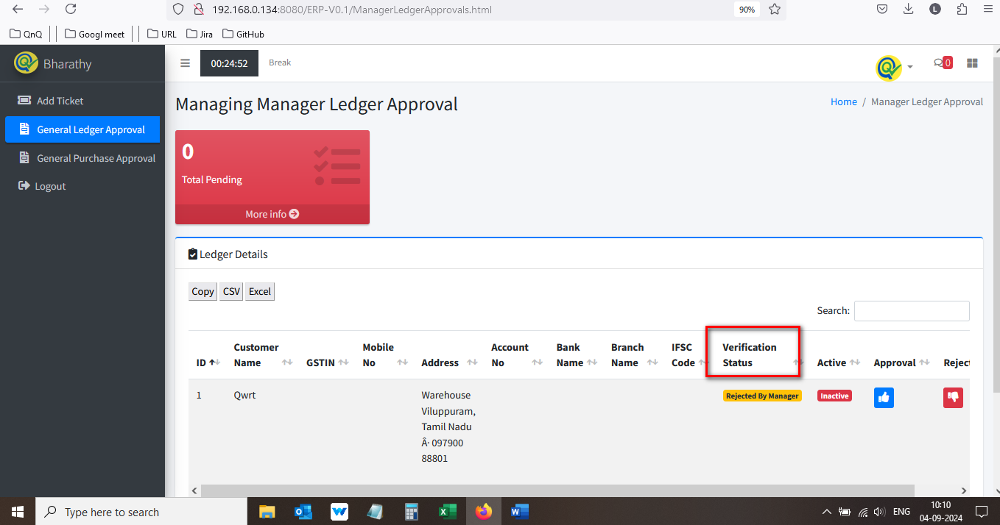 192.168.0.134:8080/ERP-V0.1/ManagerLedgerApprovals.html
90%
L
QnQ
Googl meet
URL
Jira
GitHub
Bharathy
00:24:52
Break
0
Add Ticket
General Ledger Approval
General Purchase Approval
Logout
Managing Manager Ledger Approval
Home / Manager Ledger Approval
0
Total Pending
More info
Ledger Details
Copy
CSV
Excel
Search:
ID
Customer
Name
GSTIN
Mobile
No
Address
Account
No
Bank
Name
Branch
Name
IFSC
Code
Verification
Status
Active
Approval
Reject
1
Qwrt
Warehouse
Viluppuram,
Tamil Nadu
Â· 097900
88801
Rejected By Manager
Inactive
Type here to search
ENG
10:10
04-09-2024